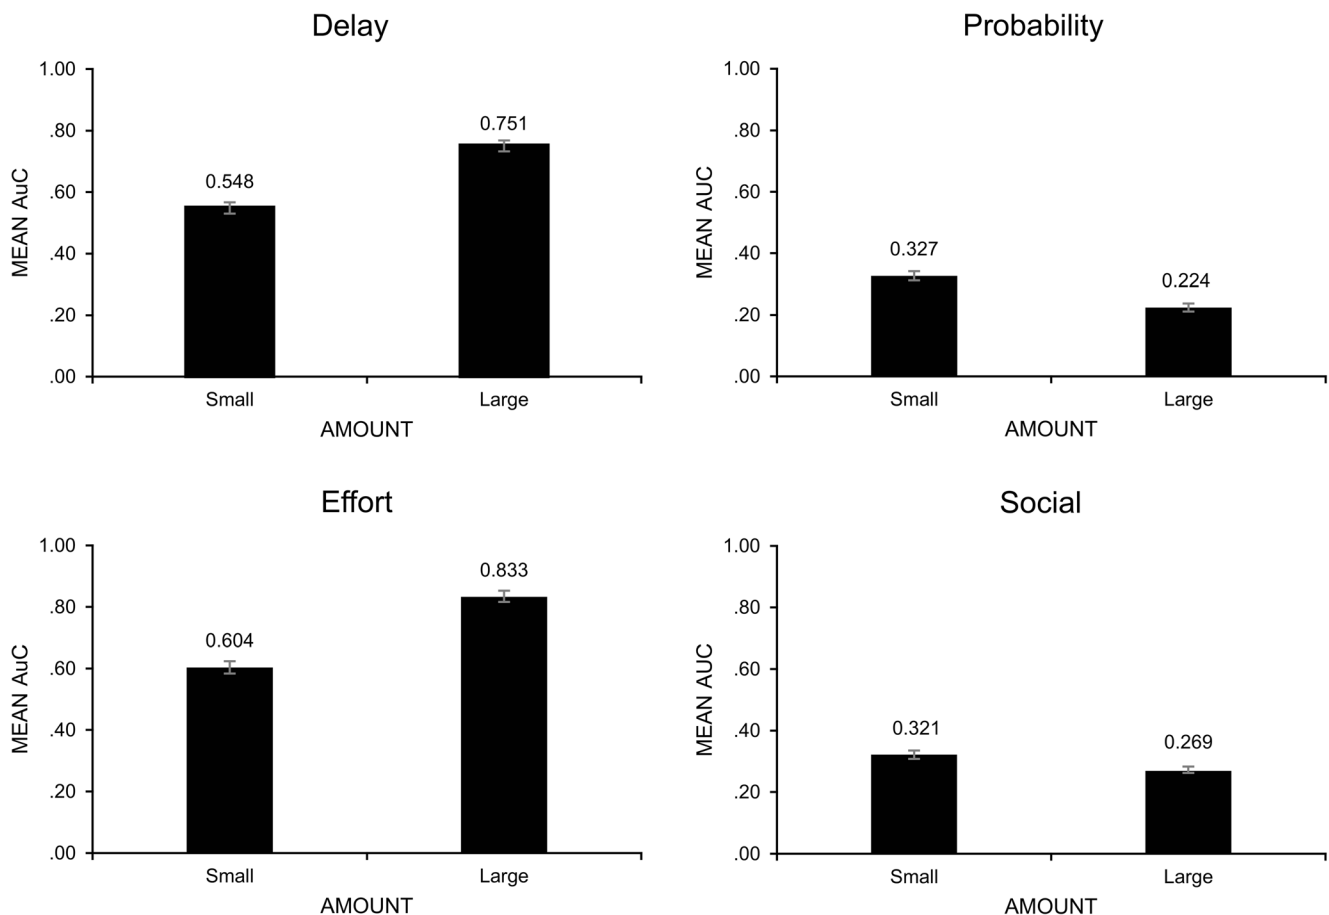 Delay
1.00
.80
.60
.40
.20
.00
MEAN AuC
0.548
0.751
Small
Large
AMOUNT
Probability
1.00
.80
.60
.40
.20
.00
MEAN AUC
0.327
0.224
Small
Large
AMOUNT
Effort
1.00
.80
.60
.40
.20
.00
MEAN AuC
0.604
0.833
Small
Large
AMOUNT
Social
1.00
.80
.60
.40
.20
.00
MEAN AUC
0.321
0.269
Small
Large
AMOUNT